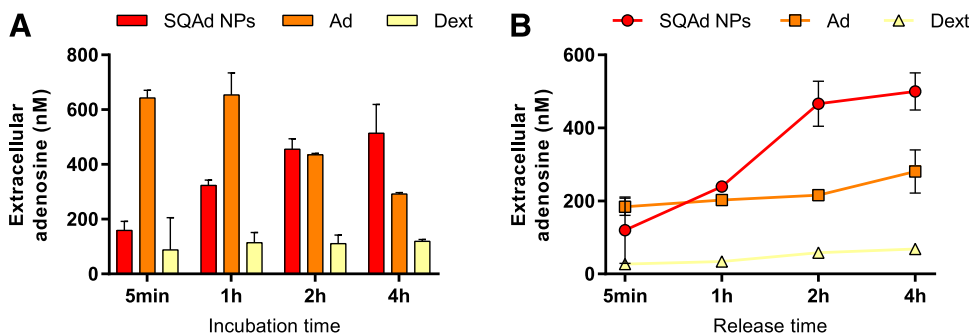 A
SQAd NPs Ad Dext
Extracellular
adenosine (nM)
800
600
400
200
0
5min 1h 2h 4h
Incubation time
B
SQAd NPs Ad Dext
Extracellular
adenosine (nM)
600
400
200
0
5min 1h 2h 4h
Release time